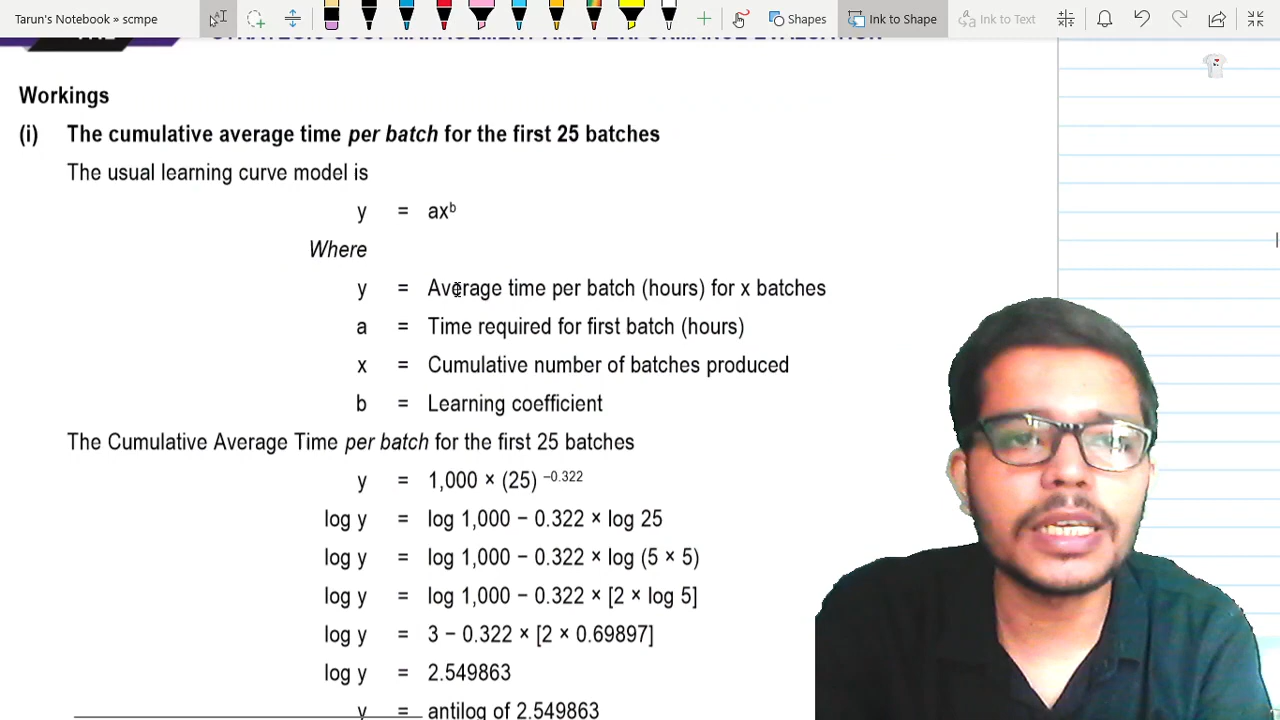 Tarun's Notebook » scmpe
Shapes
Ink to Shape
Ink to Text
Workings
(i) The cumulative average time per batch for the first 25 batches
The usual learning curve model is
y = axᵇ
Where
y = Average time per batch (hours) for x batches
a = Time required for first batch (hours)
x = Cumulative number of batches produced
b = Learning coefficient
The Cumulative Average Time per batch for the first 25 batches
y = 1,000 × (25) ⁻⁰·³²²
log y = log 1,000 − 0.322 × log 25
log y = log 1,000 − 0.322 × log (5 × 5)
log y = log 1,000 − 0.322 × [2 × log 5]
log y = 3 − 0.322 × [2 × 0.69897]
log y = 2.549863
y = antilog of 2.549863